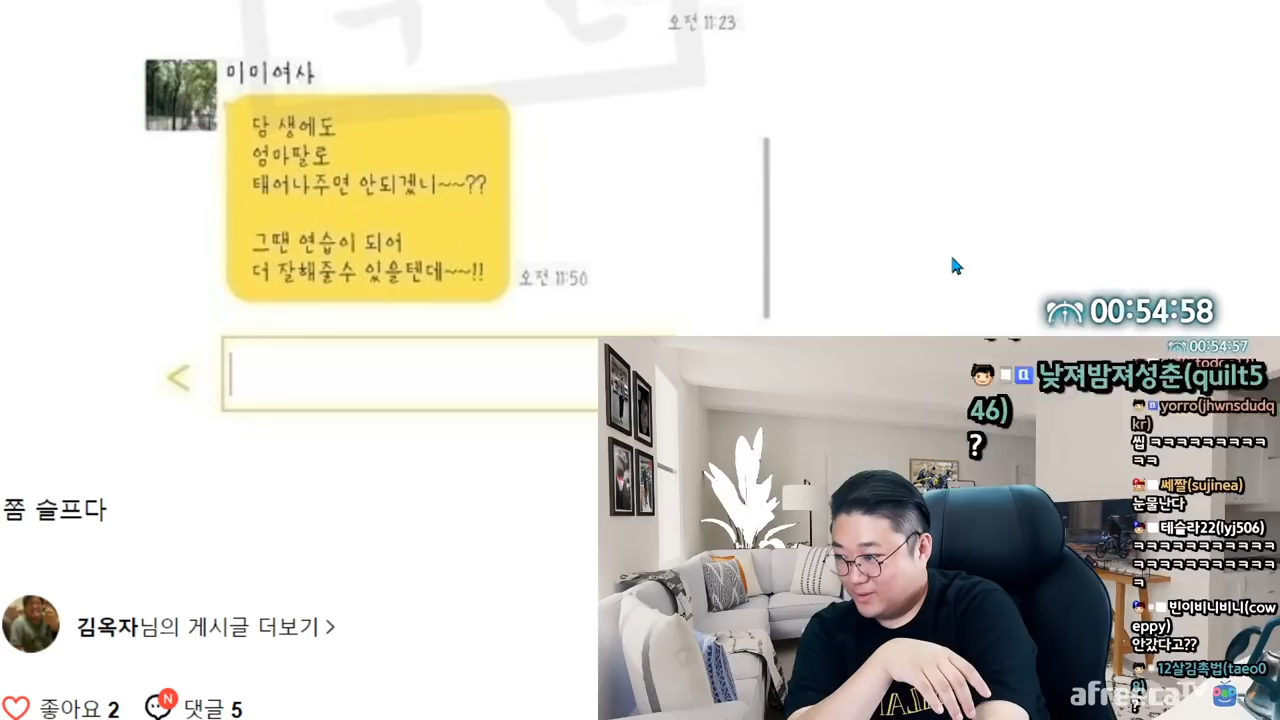 오전 11:23
미미여사
담 생에도
엄마딸로
태어나주면 안되겠니~~??
그땐 연습이 되어
더 잘해줄수 있을텐데~~!!
오전 11:50
<
00:54:58
00:54:57
낮져밤져성춘(quilt5
46)
?
yorro(jhwnsdudq
kr)
씹 ㅋㅋㅋㅋㅋㅋㅋㅋㅋ
ㅋㅋ
쎄짤(sujinea)
눈물난다
테슬라22(lyj506)
ㅋㅋㅋㅋㅋㅋㅋㅋㅋㅋㅋ
ㅋㅋㅋㅋㅋㅋㅋㅋㅋㅋㅋ
ㅋ
빈이비니비니(cow
eppy)
안갔다고??
12살김촉법(taeo0
쫌 슬프다
김옥자님의 게시글 더보기 >
좋아요 2
N
댓글 5
afreecaTV